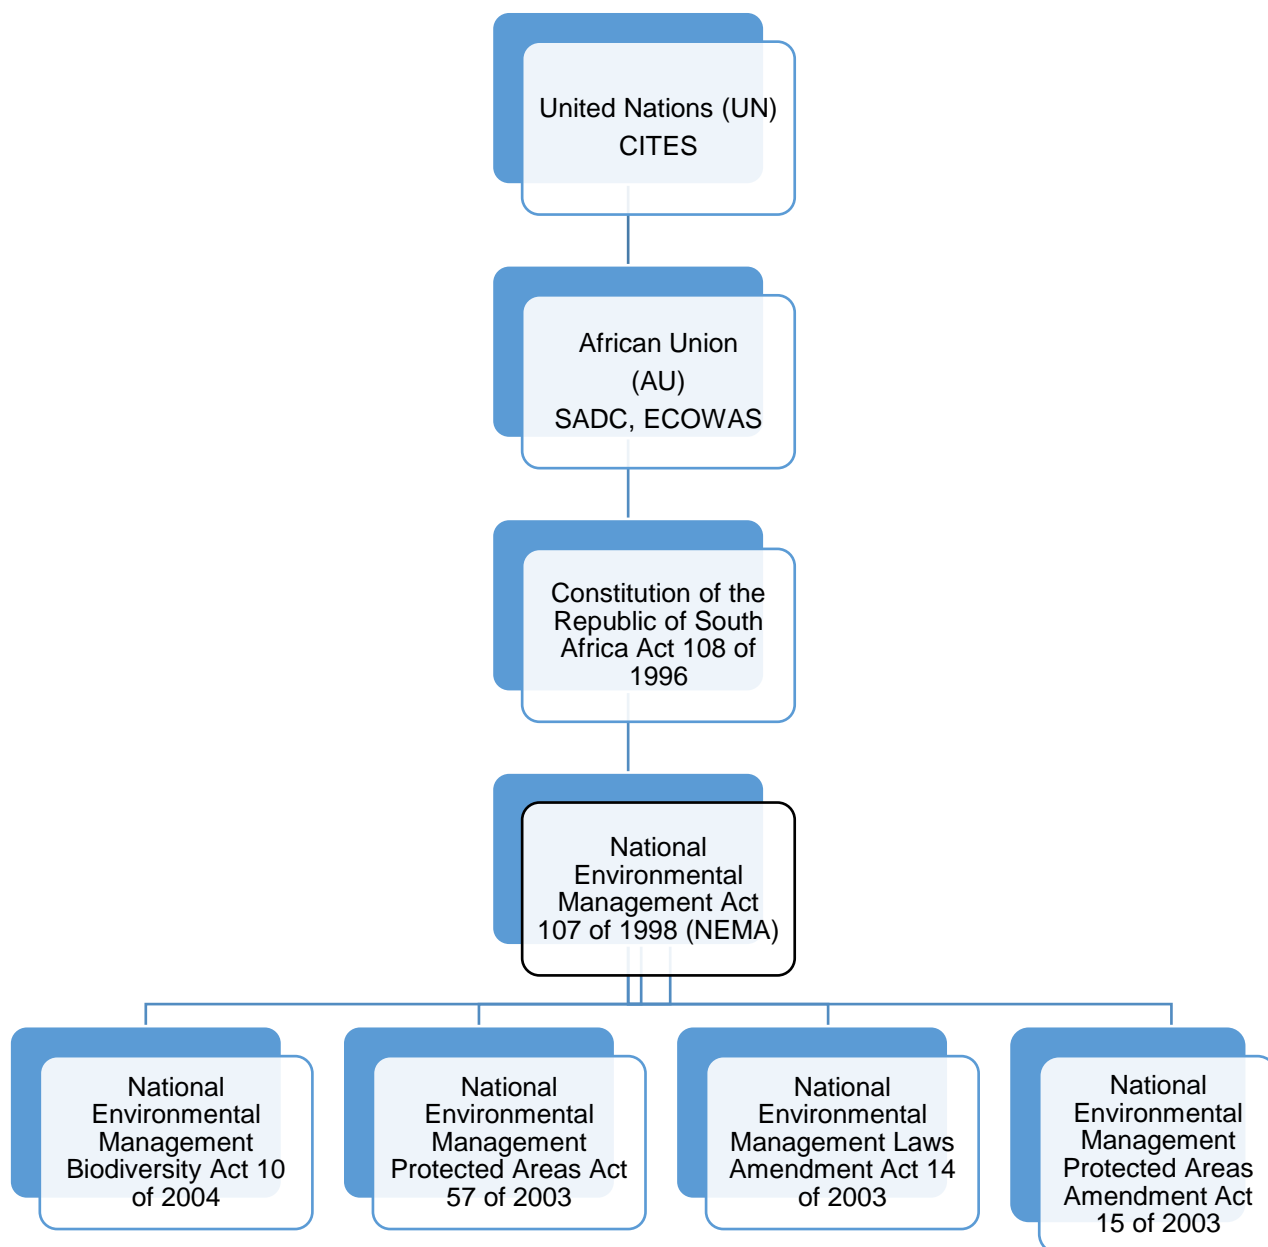 United Nations (UN)
CITES
African Union
(AU)
SADC, ECOWAS
Constitution of the
Republic of South
Africa Act 108 of
1996
National
Environmental
Management Act
107 of 1998 (NEMA)
National
Environmental
Management
Biodiversity Act 10
of 2004
National
Environmental
Management
Protected Areas Act
57 of 2003
National
Environmental
Management Laws
Amendment Act 14
of 2003
National
Environmental
Management
Protected Areas
Amendment Act
15 of 2003